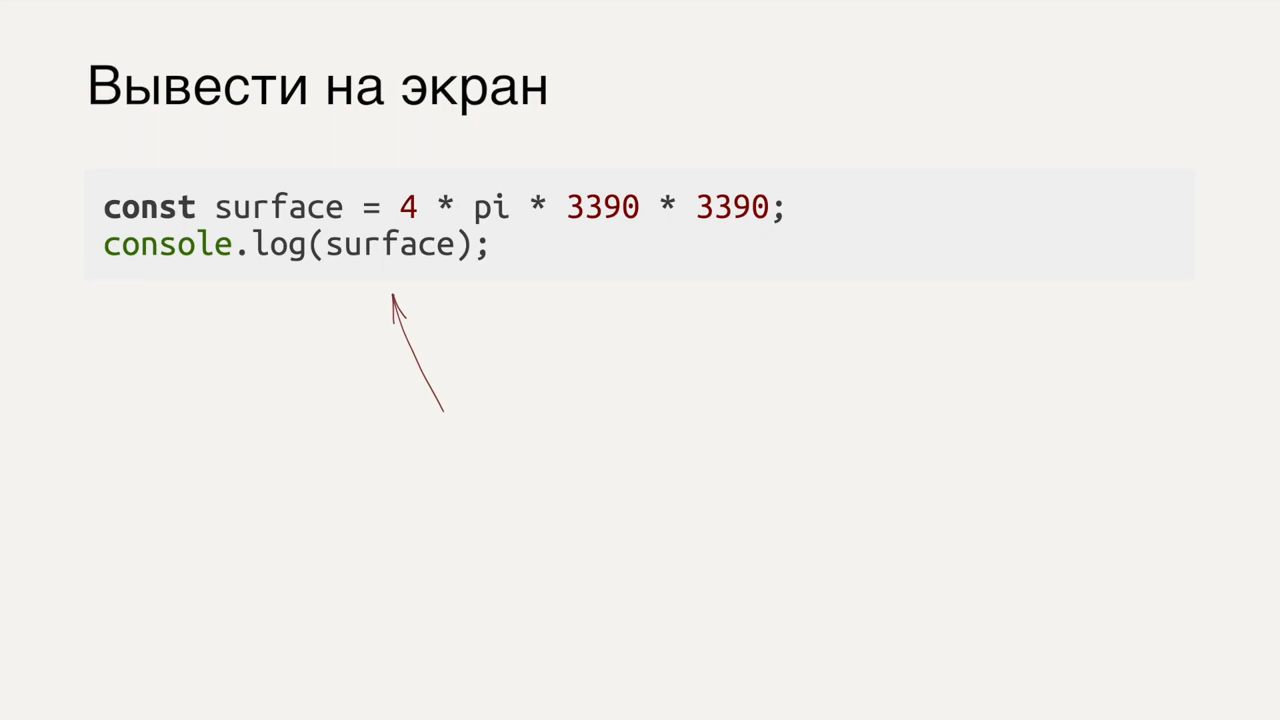 Вывести на экран
const surface = 4 * pi * 3390 * 3390;
console.log(surface);